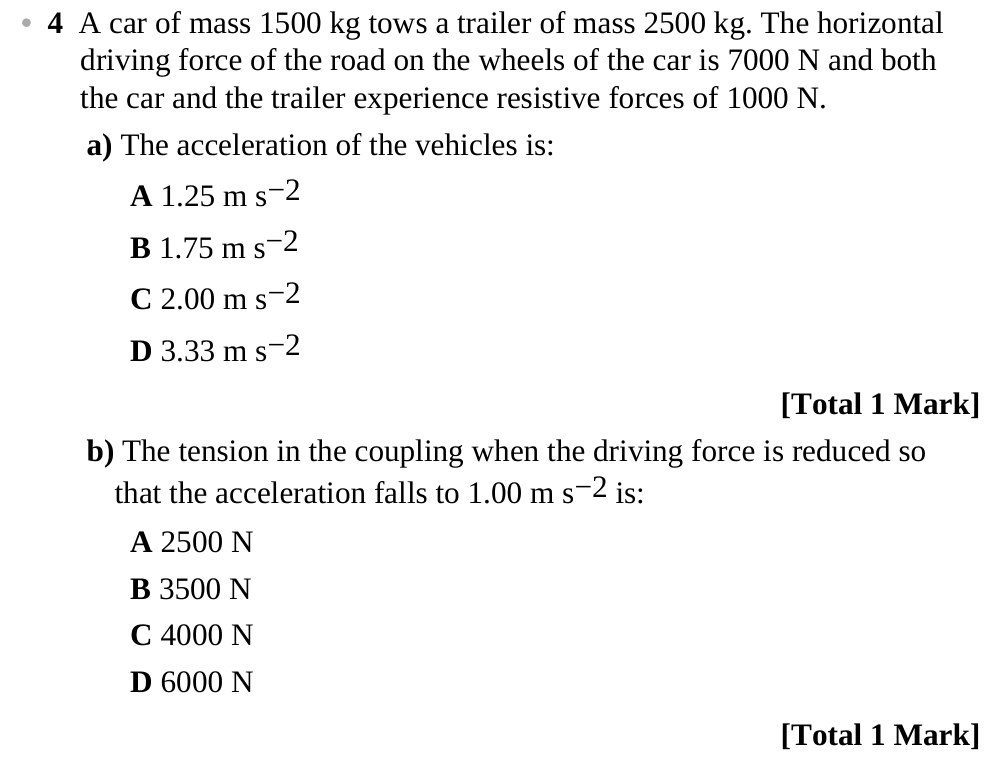 • 4 A car of mass 1500 kg tows a trailer of mass 2500 kg. The horizontal
driving force of the road on the wheels of the car is 7000 N and both
the car and the trailer experience resistive forces of 1000 N.
a) The acceleration of the vehicles is:
A 1.25 m s⁻²
B 1.75 m s⁻²
C 2.00 m s⁻²
D 3.33 m s⁻²
[Total 1 Mark]
b) The tension in the coupling when the driving force is reduced so
that the acceleration falls to 1.00 m s⁻² is:
A 2500 N
B 3500 N
C 4000 N
D 6000 N
[Total 1 Mark]